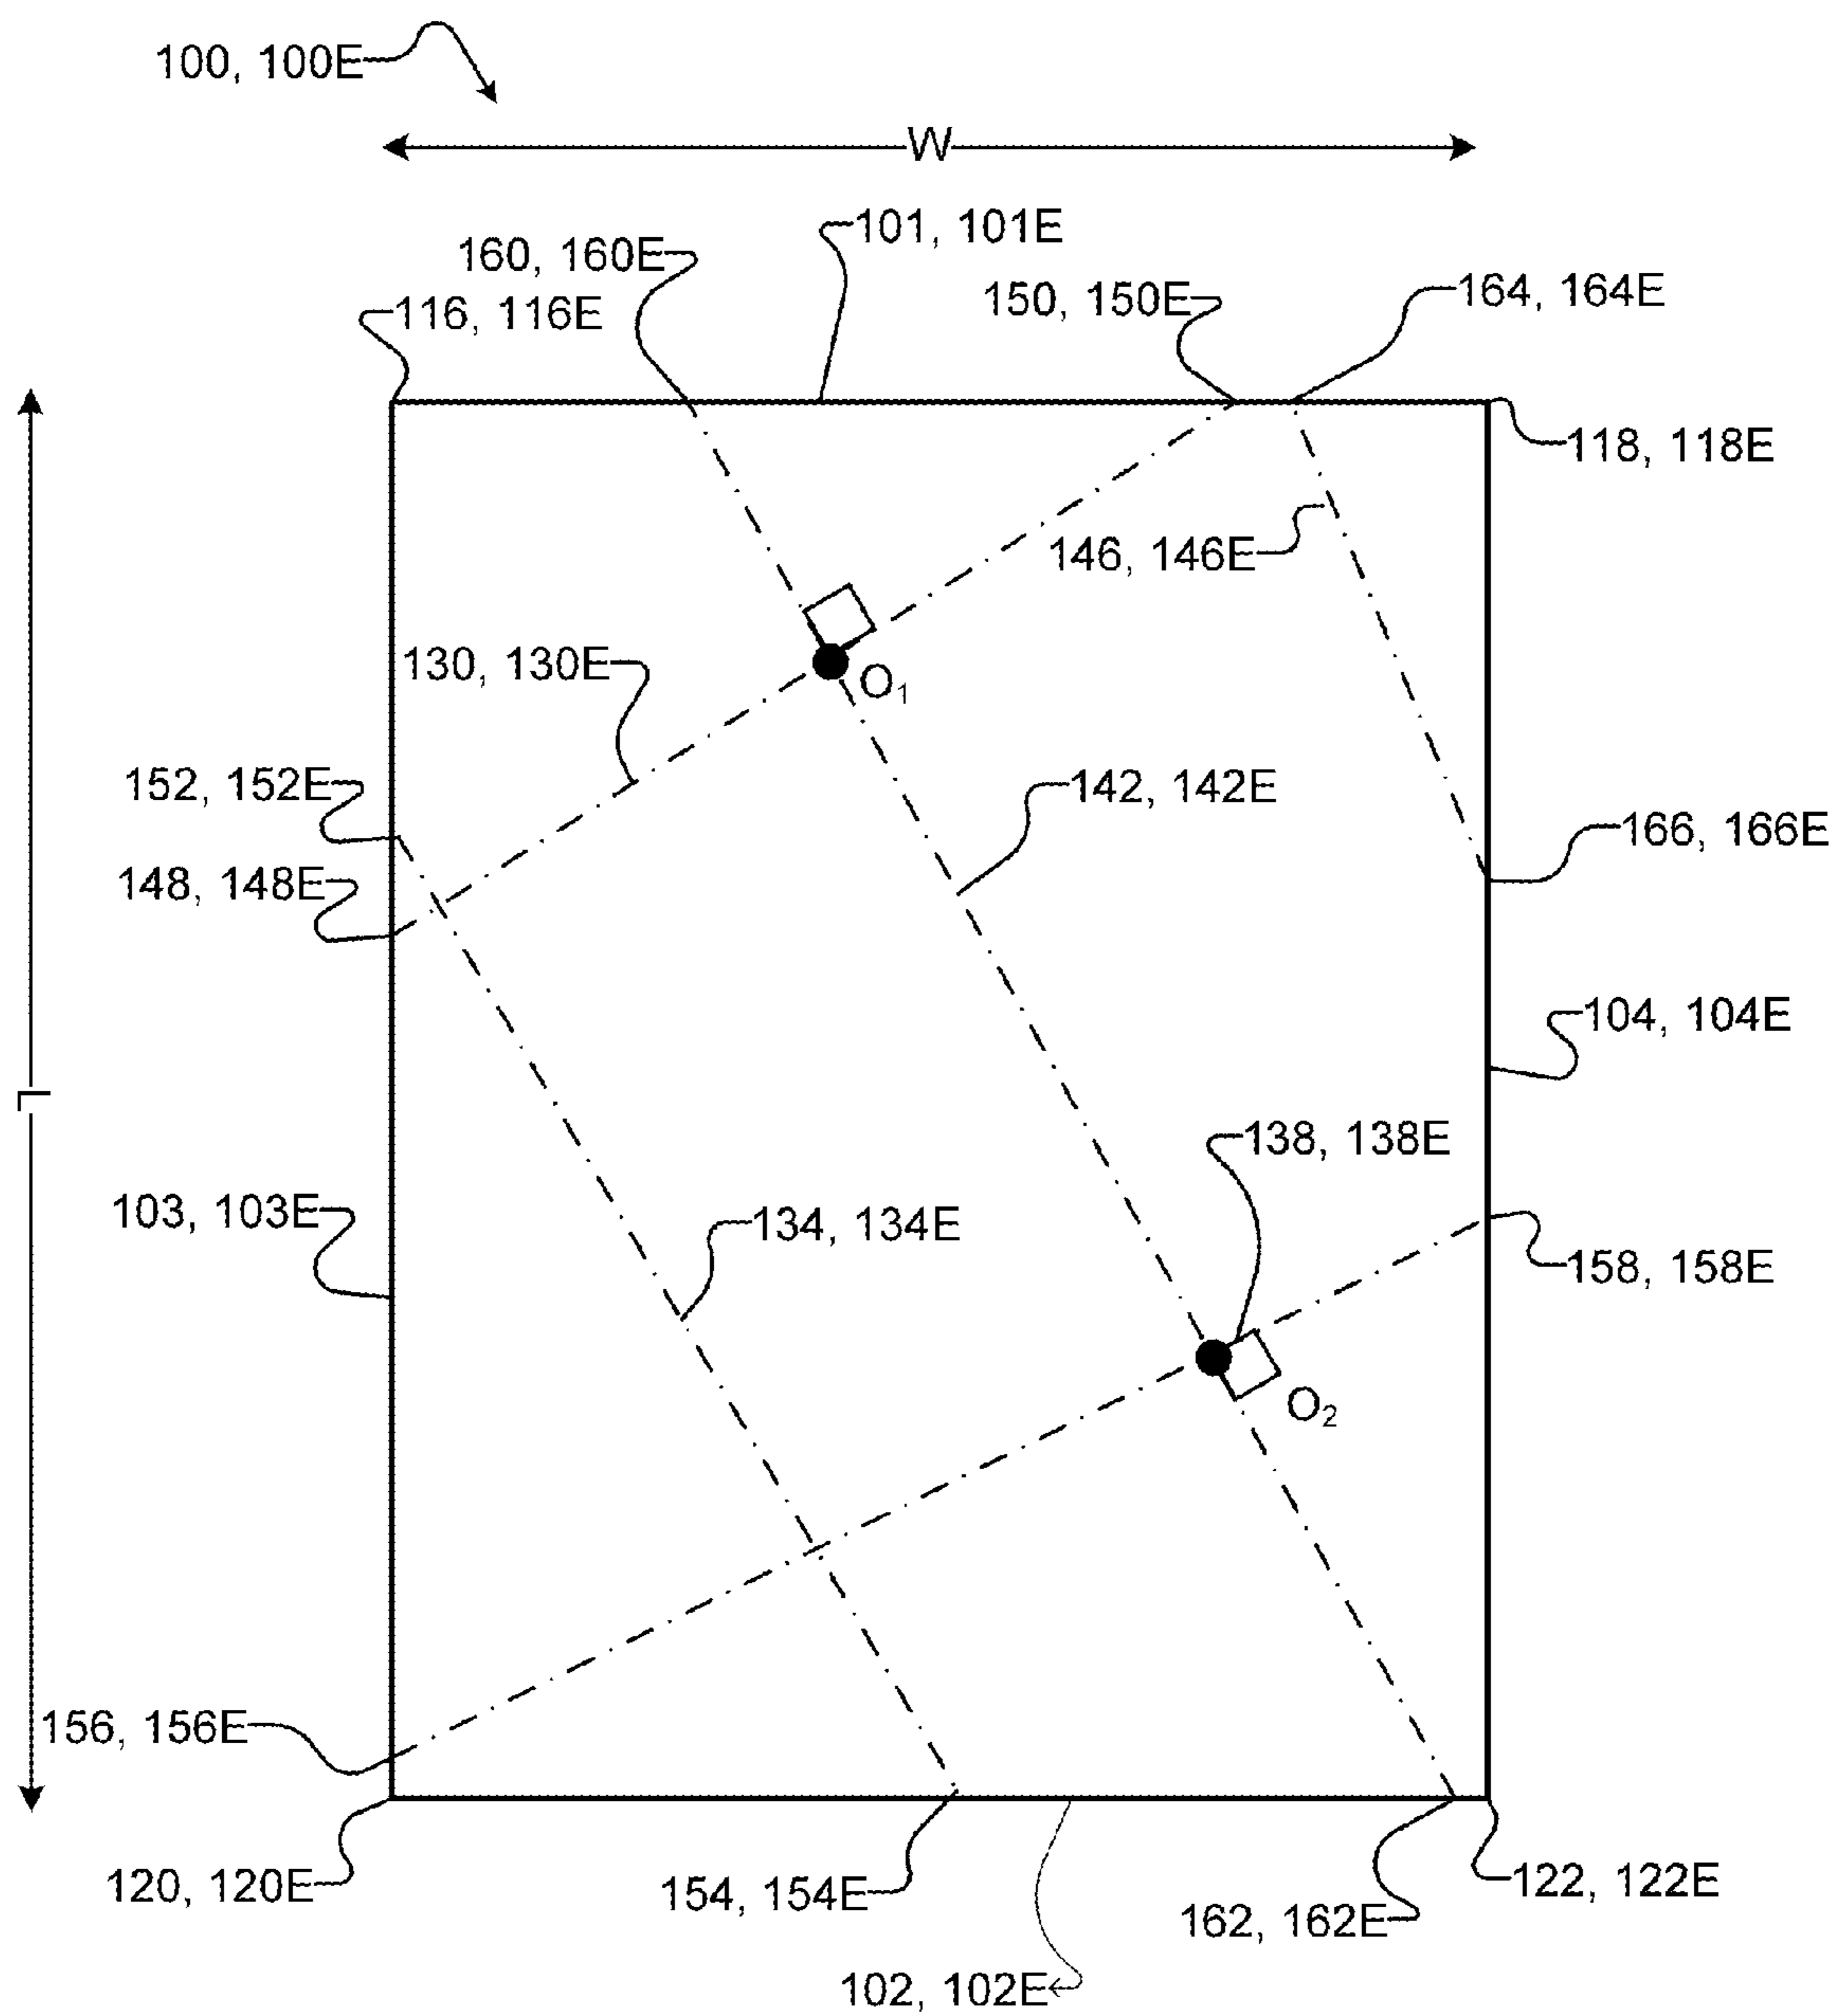 100, 100E
W
101, 101E
160, 160E
164, 164E
150, 150E
116, 116E
118, 118E
146, 146E
130, 130E
O1
152, 152E
142, 142E
166, 166E
148, 148E
104, 104E
L
138, 138E
103, 103E
134, 134E
158, 158E
O2
156, 156E
120, 120E
154, 154E
122, 122E
162, 162E
102, 102E